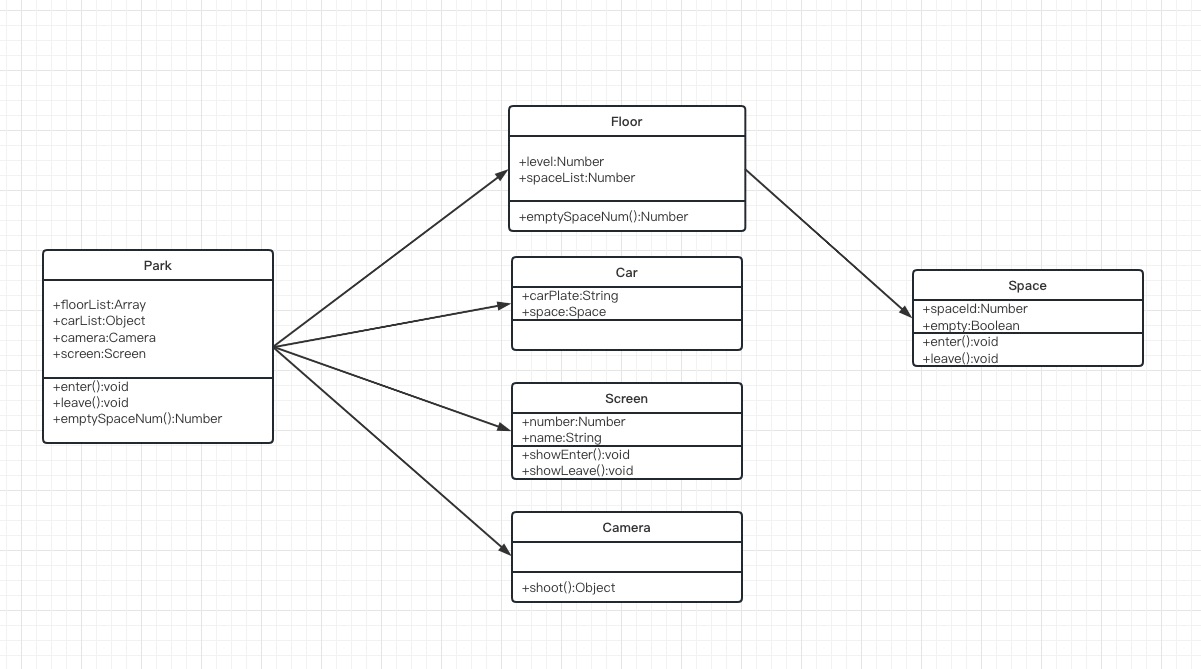 Park
+floorList:Array
+carList:Object
+camera:Camera
+screen:Screen
+enter():void
+leave():void
+emptySpaceNum():Number
Floor
+level:Number
+spaceList:Number
+emptySpaceNum():Number
Car
+carPlate:String
+space:Space
Screen
+number:Number
+name:String
+showEnter():void
+showLeave():void
Camera
+shoot():Object
Space
+spaceId:Number
+empty:Boolean
+enter():void
+leave():void